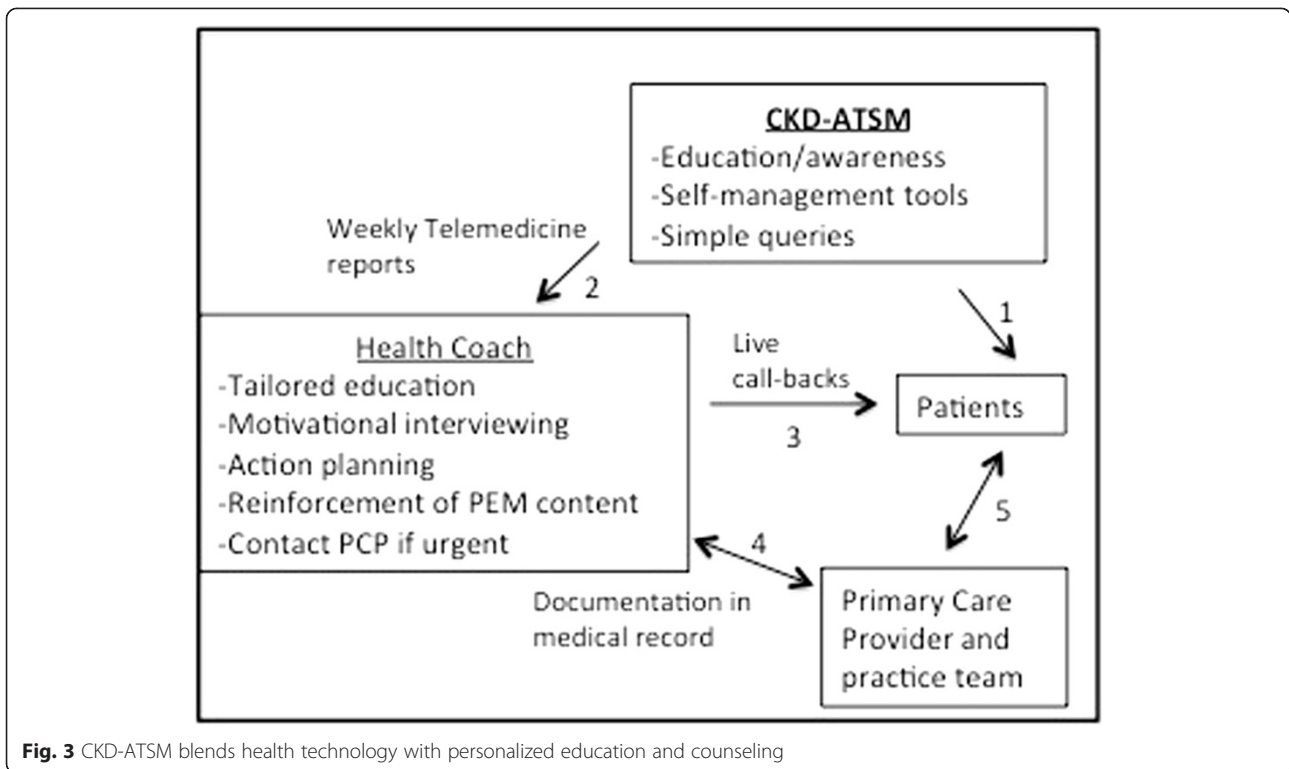 CKD-ATSM
-Education/awareness
-Self-management tools
-Simple queries
Weekly Telemedicine
reports
2
1
Health Coach
-Tailored education
-Motivational interviewing
-Action planning
-Reinforcement of PEM content
-Contact PCP if urgent
Live
call-backs
3
Patients
5
4
Documentation in
medical record
Primary Care
Provider and
practice team
Fig. 3 CKD-ATSM blends health technology with personalized education and counseling